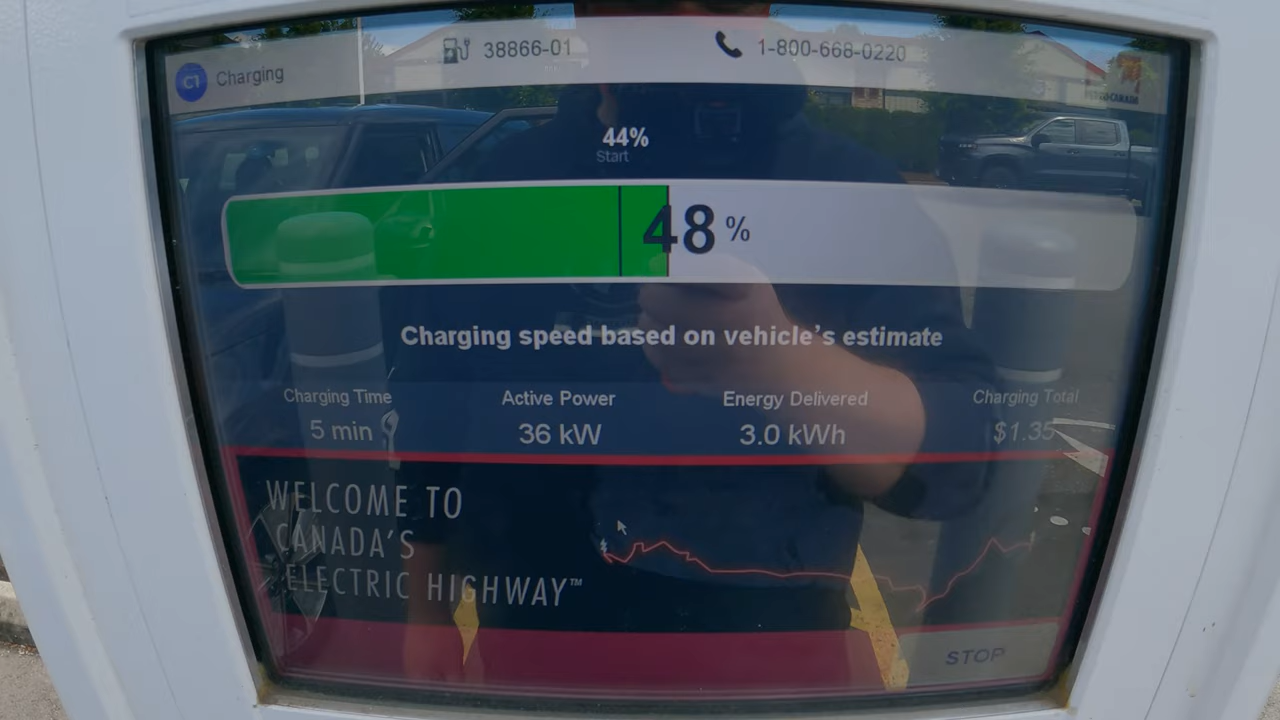 38866-01
1-800-668-0220
C1 Charging
44%
Start
48%
Charging speed based on vehicle's estimate
Charging Time
Active Power
Energy Delivered
Charging Total
5 min
36 kW
3.0 kWh
$1.35
WELCOME TO
CANADA'S
ELECTRIC HIGHWAY™
STOP